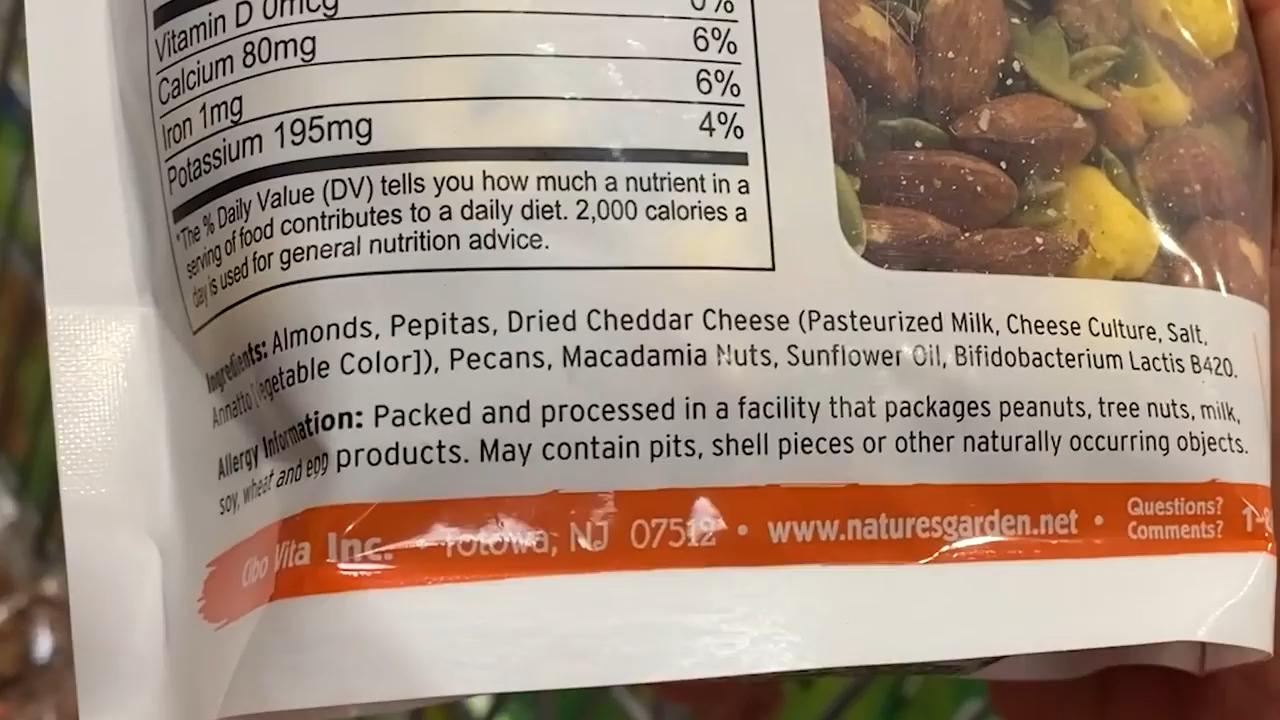 Vitamin D 0mcg 0%
Calcium 80mg 6%
Iron 1mg 6%
Potassium 195mg 4%
*The % Daily Value (DV) tells you how much a nutrient in a
serving of food contributes to a daily diet. 2,000 calories a
day is used for general nutrition advice.
Ingredients: Almonds, Pepitas, Dried Cheddar Cheese (Pasteurized Milk, Cheese Culture, Salt,
Annatto [Vegetable Color]), Pecans, Macadamia Nuts, Sunflower Oil, Bifidobacterium Lactis B420.
Allergy Information: Packed and processed in a facility that packages peanuts, tree nuts, milk,
soy, wheat and egg products. May contain pits, shell pieces or other naturally occurring objects.
Cibo Vita Inc. • Totowa, NJ 07512 • www.naturesgarden.net • Questions?
Comments?